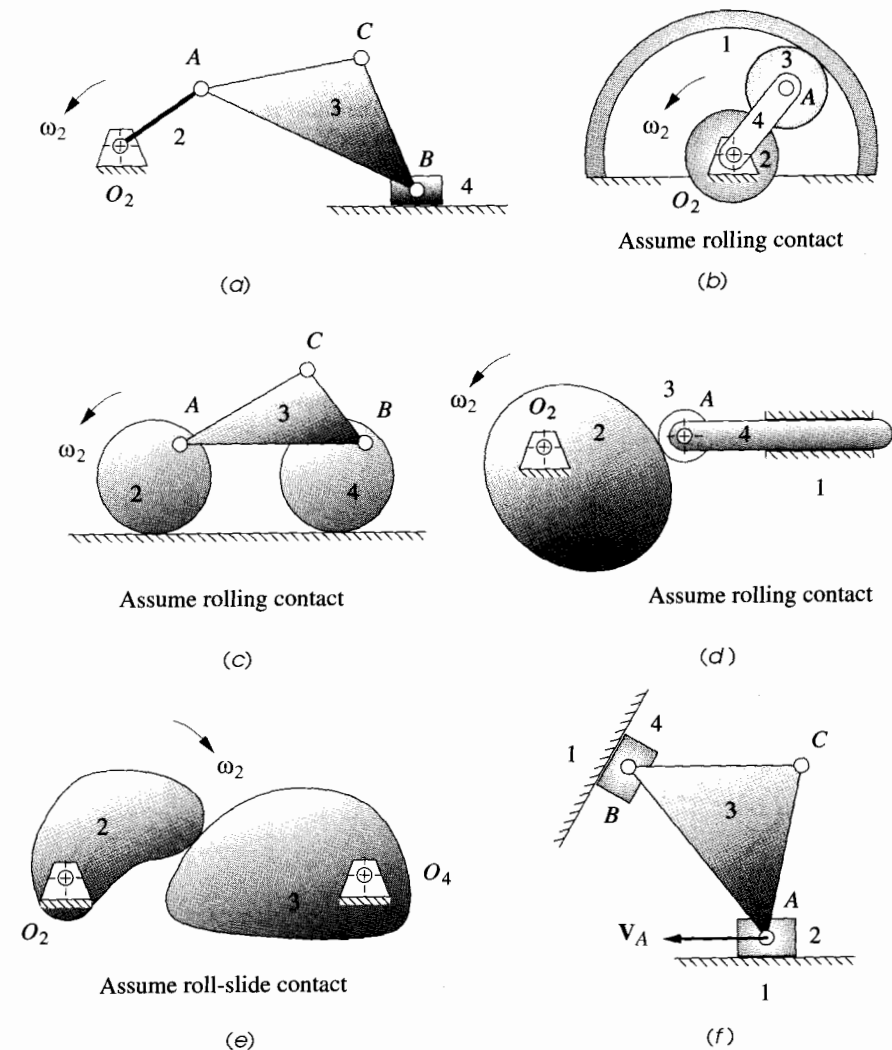 A
C
3
ω₂
2
B
4
O₂
(a)
1
3
A
ω₂
4
2
O₂
Assume rolling contact
(b)
C
A
3
B
ω₂
2
4
Assume rolling contact
(c)
ω₂
O₂
2
3
A
4
1
Assume rolling contact
(d)
ω₂
2
3
O₂
O₄
Assume roll-slide contact
(e)
1
4
C
B
3
A
V_A
2
1
(f)